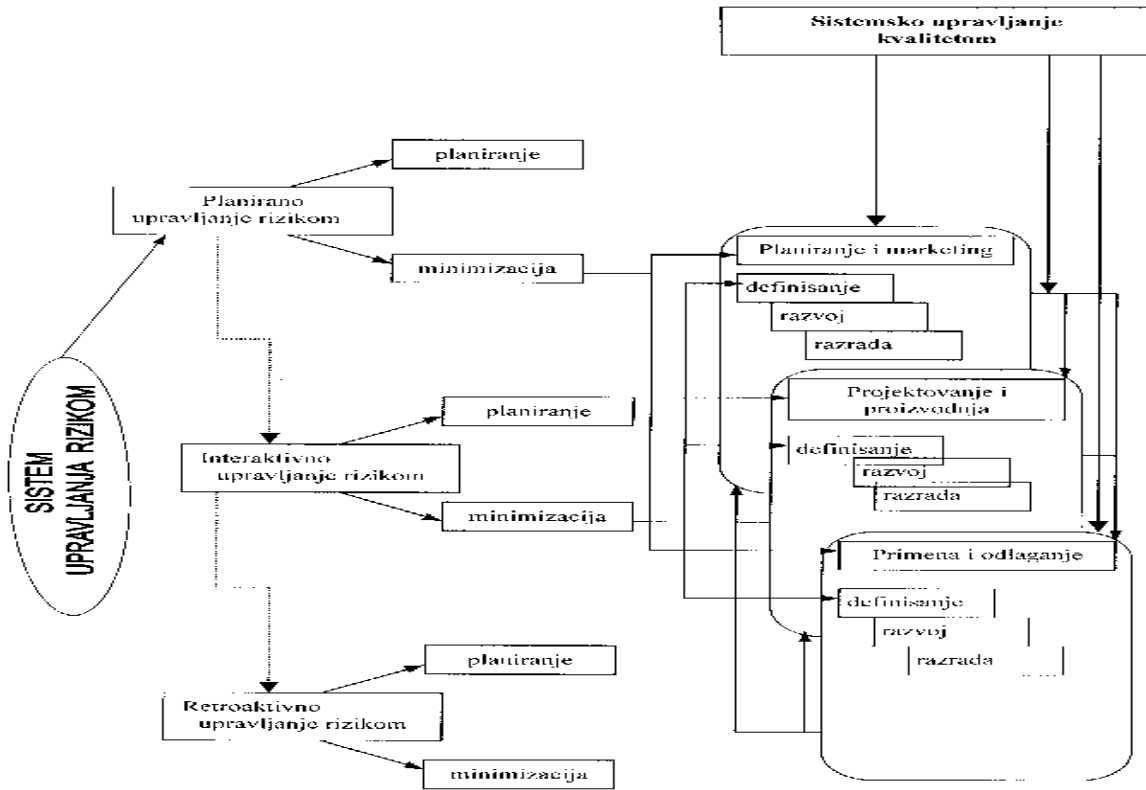 Sistemsko upravljanje
kvalitetom
planiranje
Planirano
upravljanje rizikom
minimizacija
Planiranje i marketing
definisanje
razvoj
razrada
SISTEM
UPRAVLJANJA RIZIKOM
planiranje
Interaktivno
upravljanje rizikom
minimizacija
Projektovanje i
proizvodnja
definisanje
razvoj
razrada
Primena i odlaganje
definisanje
razvoj
razrada
planiranje
Retroaktivno
upravljanje rizikom
minimizacija